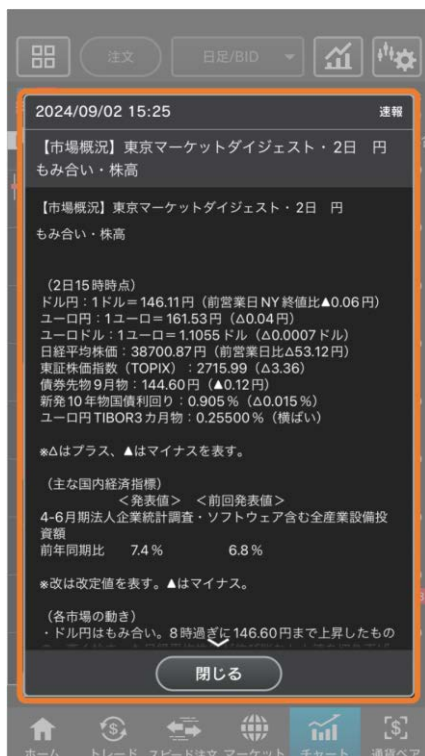 注文
日足/BID
2024/09/02 15:25
速報
【市場概況】東京マーケットダイジェスト・2日　円
もみ合い・株高
【市場概況】東京マーケットダイジェスト・2日　円
もみ合い・株高
（2日15時時点）
ドル円：1ドル＝146.11円（前営業日NY終値比▲0.06円）
ユーロ円：1ユーロ＝161.53円（△0.04円）
ユーロドル：1ユーロ＝1.1055ドル（△0.0007ドル）
日経平均株価：38700.87円（前営業日比△53.12円）
東証株価指数（TOPIX）：2715.99（△3.36）
債券先物9月物：144.60円（▲0.12円）
新発10年物国債利回り：0.905％（△0.015％）
ユーロ円TIBOR3カ月物：0.25500％（横ばい）
※△はプラス、▲はマイナスを表す。
（主な国内経済指標）
＜発表値＞　＜前回発表値＞
4-6月期法人企業統計調査・ソフトウェア含む全産業設備投
資額
前年同期比　7.4％　6.8％
※改は改定値を表す。▲はマイナス。
（各市場の動き）
・ドル円はもみ合い。8時過ぎに146.60円まで上昇したもの
閉じる
ホーム
トレード
スピード注文
マーケット
チャート
通貨ペア